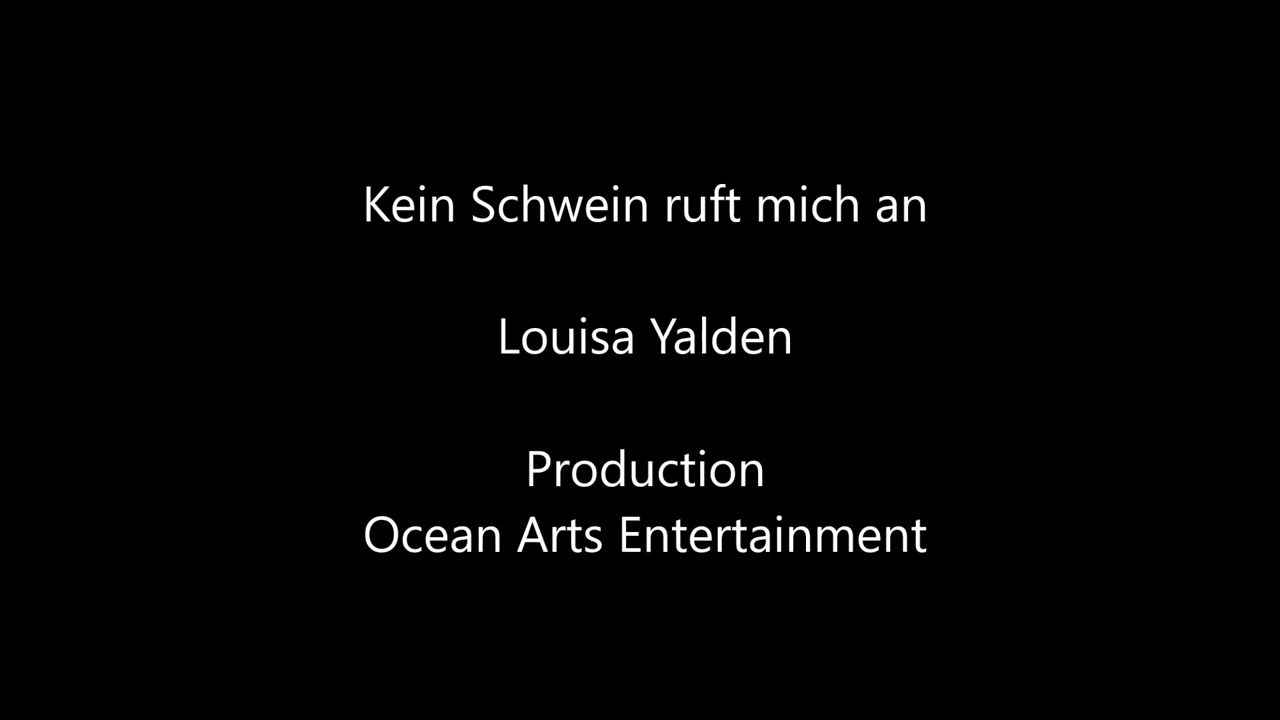 Kein Schwein ruft mich an
Louisa Yalden
Production
Ocean Arts Entertainment